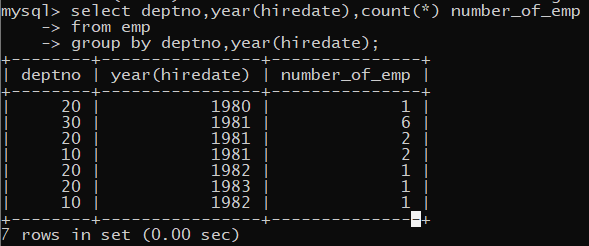 mysql> select deptno,year(hiredate),count(*) number_of_emp
    -> from emp
    -> group by deptno,year(hiredate);
+--------+----------------+---------------+
| deptno | year(hiredate) | number_of_emp |
+--------+----------------+---------------+
|     20 |           1980 |             1 |
|     30 |           1981 |             6 |
|     20 |           1981 |             2 |
|     10 |           1981 |             2 |
|     20 |           1982 |             1 |
|     20 |           1983 |             1 |
|     10 |           1982 |             1 |
+--------+----------------+---------------+
7 rows in set (0.00 sec)